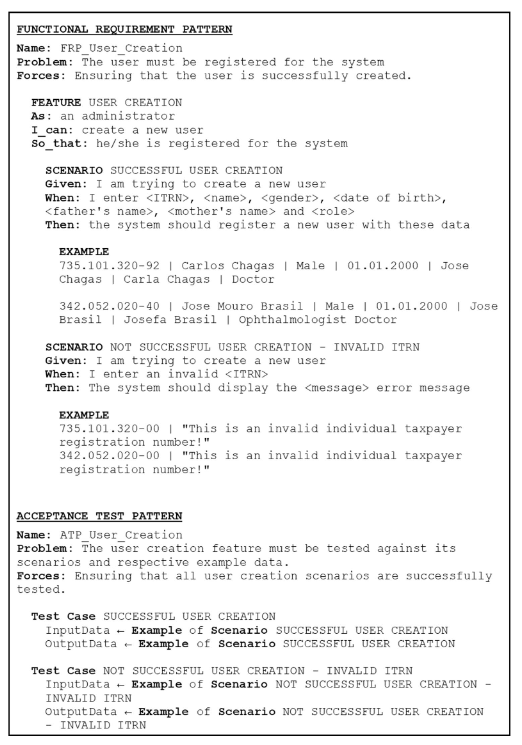 FUNCTIONAL REQUIREMENT PATTERN
Name: FRP_User_Creation
Problem: The user must be registered for the system
Forces: Ensuring that the user is successfully created.
FEATURE USER CREATION
As: an administrator
I_can: create a new user
So_that: he/she is registered for the system
SCENARIO SUCCESSFUL USER CREATION
Given: I am trying to create a new user
When: I enter <ITRN>, <name>, <gender>, <date of birth>,
<father's name>, <mother's name> and <role>
Then: the system should register a new user with these data
EXAMPLE
735.101.320-92 | Carlos Chagas | Male | 01.01.2000 | Jose
Chagas | Carla Chagas | Doctor
342.052.020-40 | Jose Mouro Brasil | Male | 01.01.2000 | Jose
Brasil | Josefa Brasil | Ophthalmologist Doctor
SCENARIO NOT SUCCESSFUL USER CREATION - INVALID ITRN
Given: I am trying to create a new user
When: I enter an invalid <ITRN>
Then: The system should display the <message> error message
EXAMPLE
735.101.320-00 | "This is an invalid individual taxpayer
registration number!"
342.052.020-00 | "This is an invalid individual taxpayer
registration number!"
ACCEPTANCE TEST PATTERN
Name: ATP_User_Creation
Problem: The user creation feature must be tested against its
scenarios and respective example data.
Forces: Ensuring that all user creation scenarios are successfully
tested.
Test Case SUCCESSFUL USER CREATION
InputData ← Example of Scenario SUCCESSFUL USER CREATION
OutputData ← Example of Scenario SUCCESSFUL USER CREATION
Test Case NOT SUCCESSFUL USER CREATION - INVALID ITRN
InputData ← Example of Scenario NOT SUCCESSFUL USER CREATION -
INVALID ITRN
OutputData ← Example of Scenario NOT SUCCESSFUL USER CREATION
- INVALID ITRN